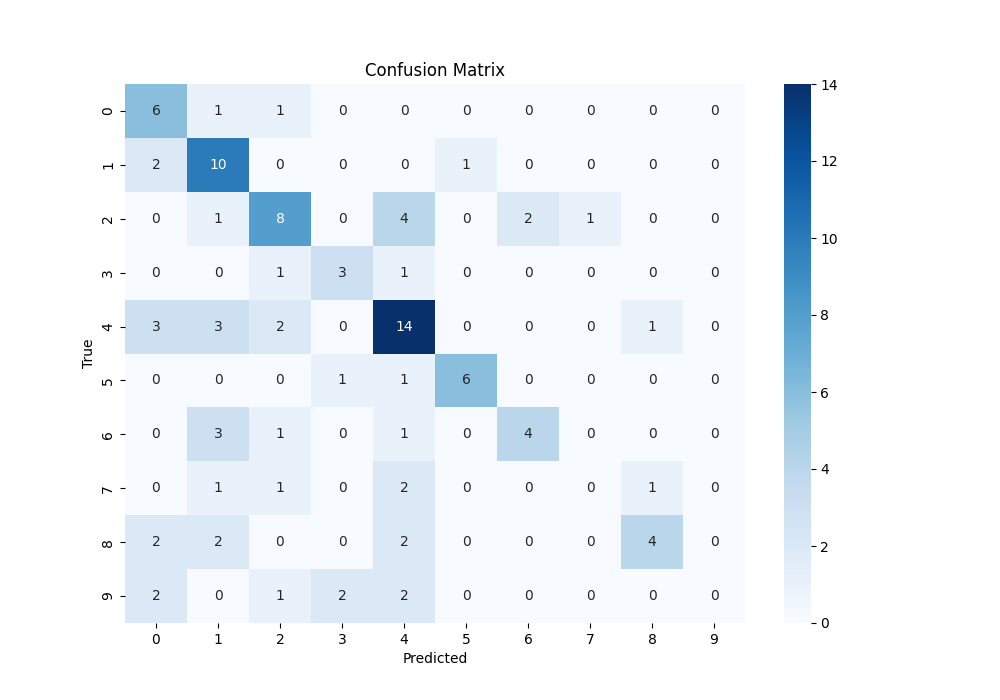 Confusion Matrix
0 6 1 1 0 0 0 0 0 0 0
1 2 10 0 0 0 1 0 0 0 0
2 0 1 8 0 4 0 2 1 0 0
3 0 0 1 3 1 0 0 0 0 0
4 3 3 2 0 14 0 0 0 1 0
5 0 0 0 1 1 6 0 0 0 0
6 0 3 1 0 1 0 4 0 0 0
7 0 1 1 0 2 0 0 0 1 0
8 2 2 0 0 2 0 0 0 4 0
9 2 0 1 2 2 0 0 0 0 0
0 1 2 3 4 5 6 7 8 9
True
Predicted
14
12
10
8
6
4
2
0